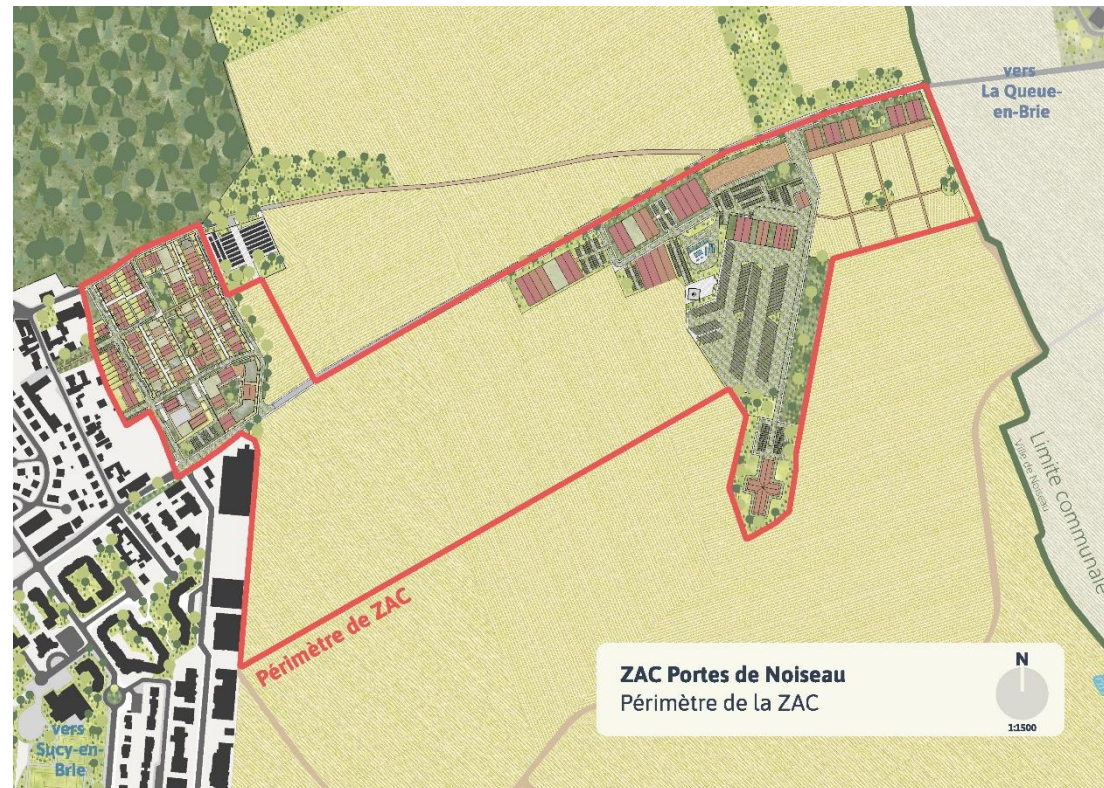 vers
La Queue-
en-Brie
Limite communale
Ville de Noiseau
Périmètre de ZAC
ZAC Portes de Noiseau
Périmètre de la ZAC
N
1:1500
vers
Sucy-en-
Brie